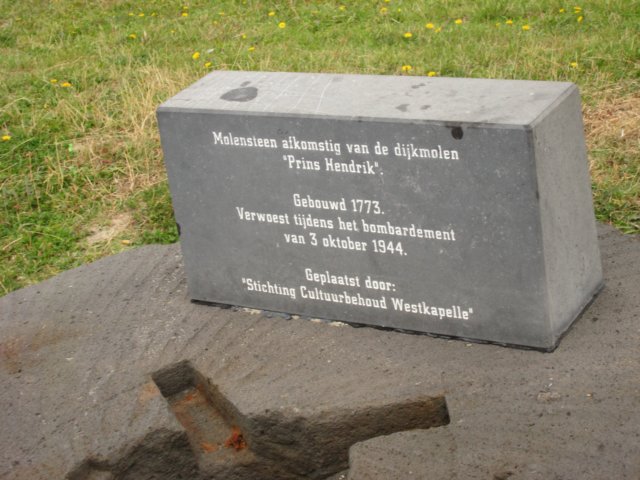 Molensteen afkomstig van de dijkmolen
"Prins Hendrik".
Gebouwd 1773.
Verwoest tijdens het bombardement
van 3 oktober 1944.
Geplaatst door:
"Stichting Cultuurbehoud Westkapelle"